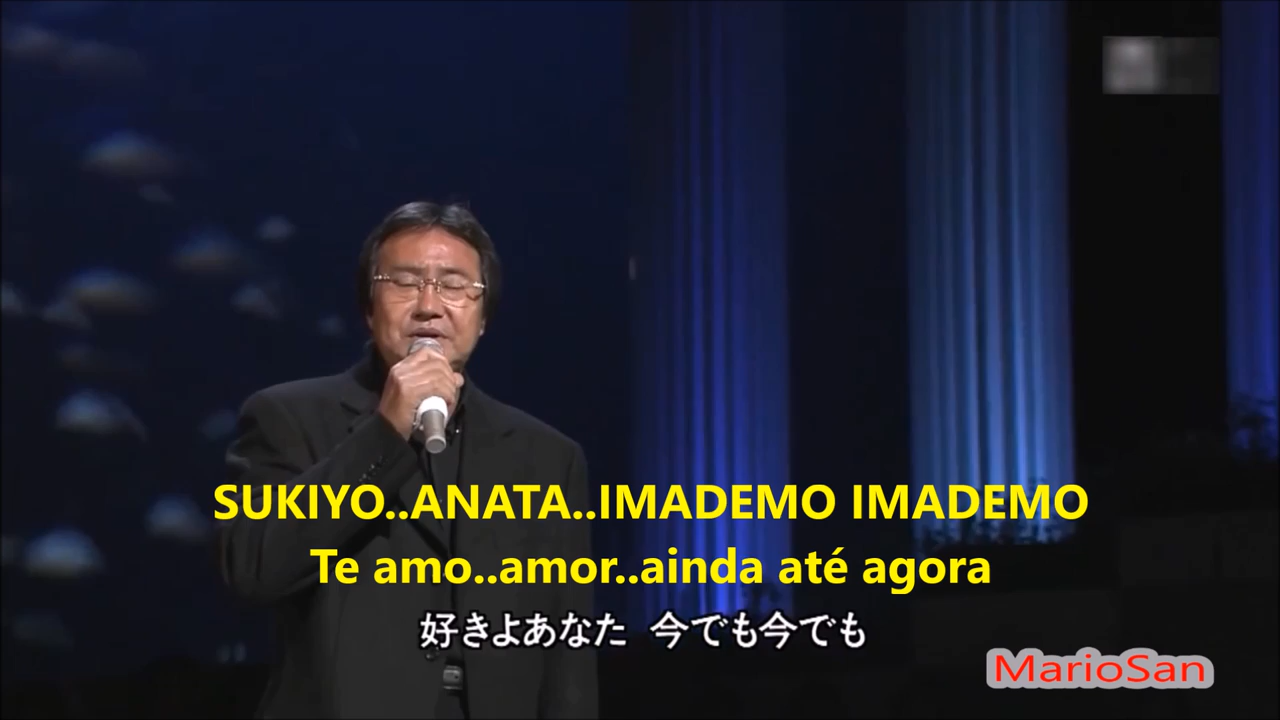 SUKIYO..ANATA..IMADEMO IMADEMO
Te amo..amor..ainda até agora
好きよあなた 今でも今でも
MarioSan